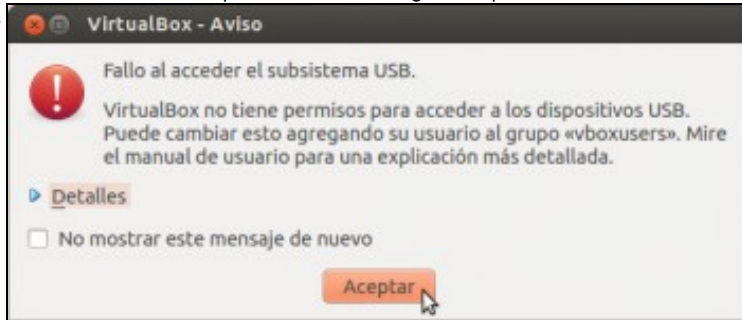 VirtualBox - Aviso
Fallo al acceder el subsistema USB.
VirtualBox no tiene permisos para acceder a los dispositivos USB.
Puede cambiar esto agregando su usuario al grupo «vboxusers». Mire
el manual de usuario para una explicación más detallada.
Detalles
No mostrar este mensaje de nuevo
Aceptar